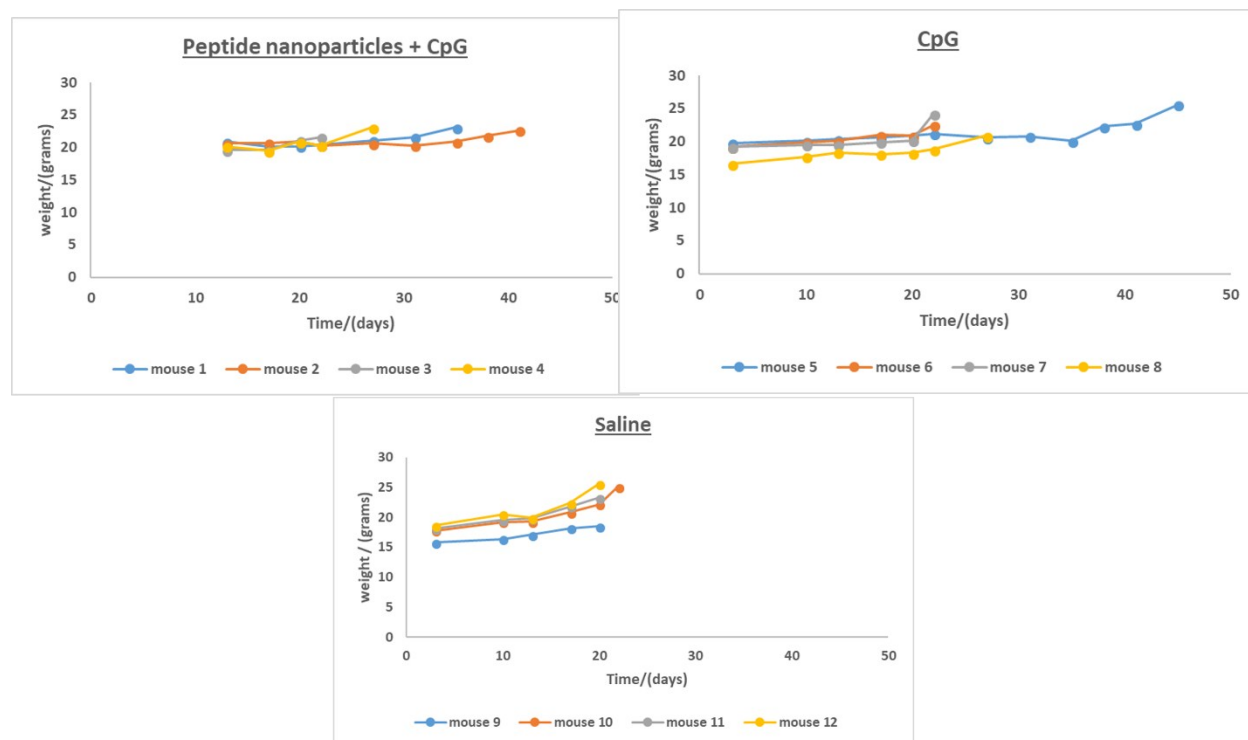 Peptide nanoparticles + CpG
30
25
20
15
10
5
0
weight/(grams)
0 10 20 30 40 50
Time/(days)
mouse 1 mouse 2 mouse 3 mouse 4
CpG
30
25
20
15
10
5
0
weight/(grams)
0 10 20 30 40 50
Time/(days)
mouse 5 mouse 6 mouse 7 mouse 8
Saline
30
25
20
15
10
5
0
weight / (grams)
0 10 20 30 40 50
Time/(days)
mouse 9 mouse 10 mouse 11 mouse 12